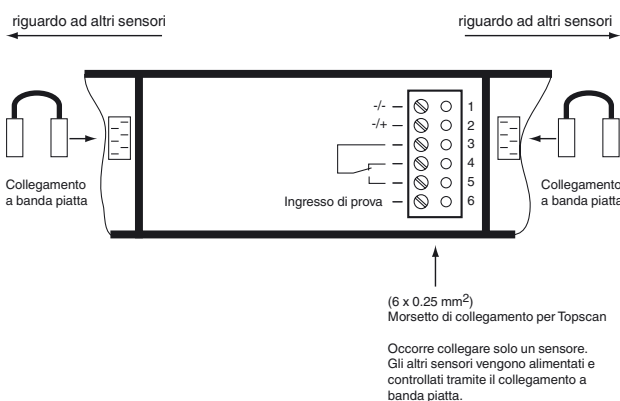 riguardo ad altri sensori
riguardo ad altri sensori
-/-
1
-/+
2
3
4
5
Ingresso di prova
6
Collegamento
a banda piatta
Collegamento
a banda piatta
(6 x 0.25 mm²)
Morsetto di collegamento per Topscan
Occorre collegare solo un sensore.
Gli altri sensori vengono alimentati e
controllati tramite il collegamento a
banda piatta.